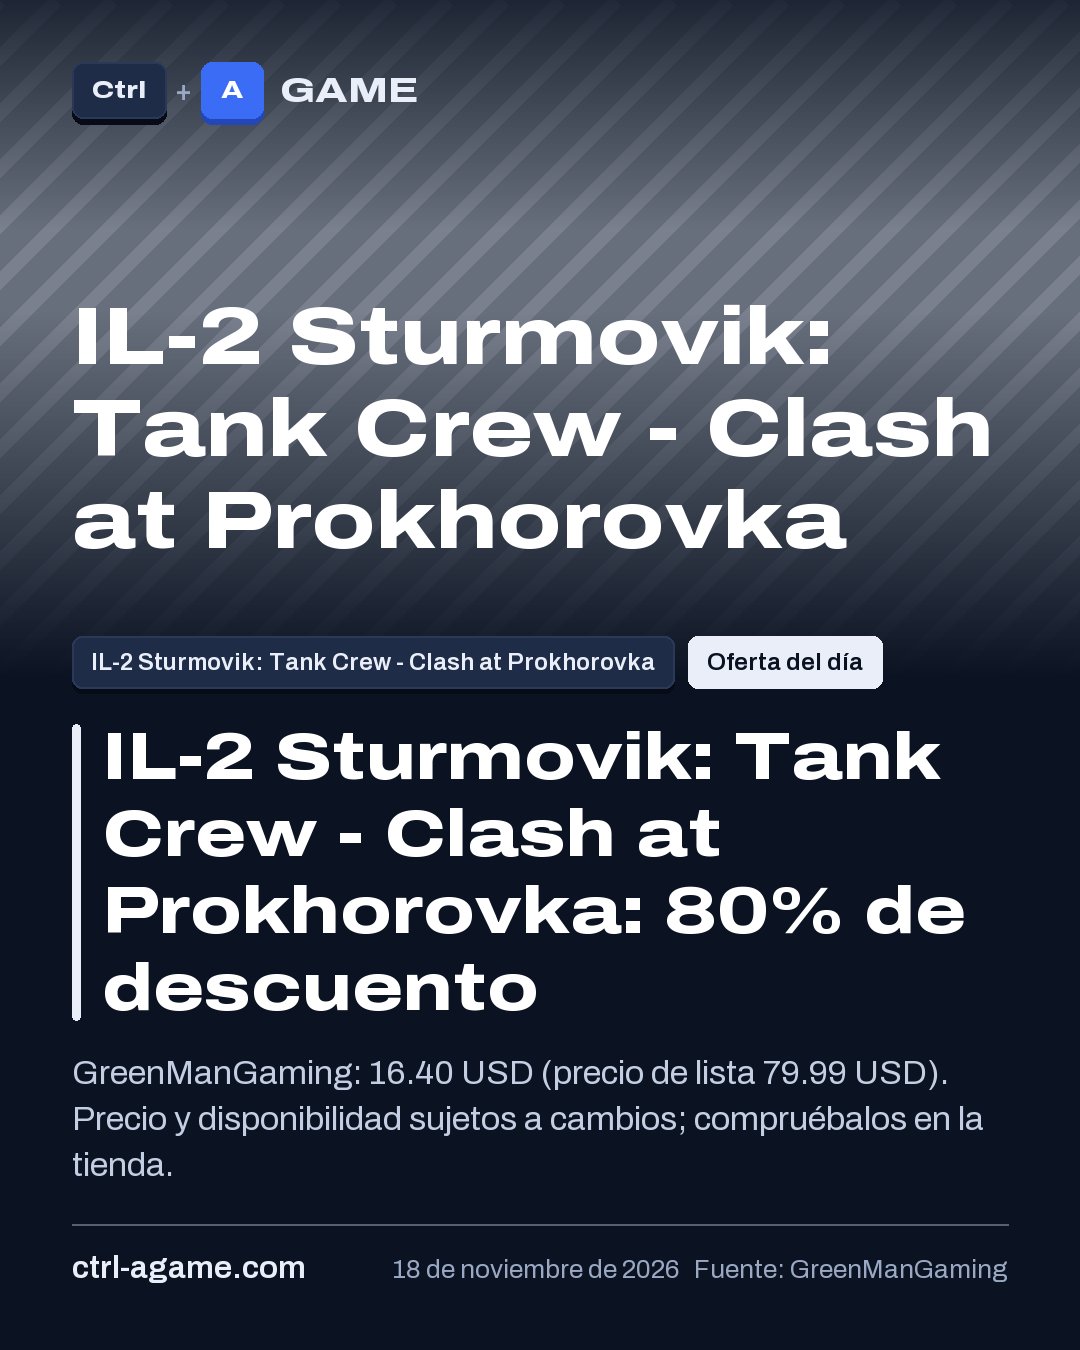 Ctrl + A GAME
IL-2 Sturmovik:
Tank Crew - Clash
at Prokhorovka
IL-2 Sturmovik: Tank Crew - Clash at Prokhorovka
Oferta del día
IL-2 Sturmovik: Tank
Crew - Clash at
Prokhorovka: 80% de
descuento
GreenManGaming: 16.40 USD (precio de lista 79.99 USD).
Precio y disponibilidad sujetos a cambios; compruébalos en la
tienda.
ctrl-agame.com
18 de noviembre de 2026 Fuente: GreenManGaming